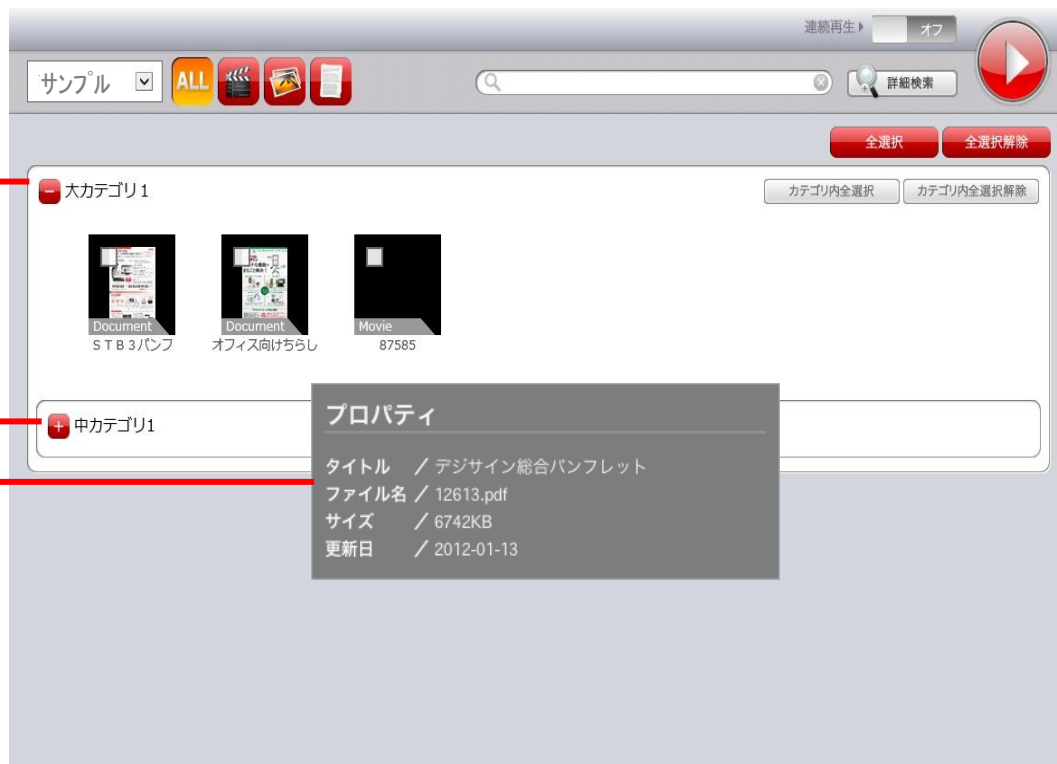 連続再生 オフ
サンプル ALL 詳細検索
全選択 全選択解除
大カテゴリ1 カテゴリ内全選択 カテゴリ内全選択解除
Document Document Movie
STB3パンフ オフィス向けちらし 87585
中カテゴリ1
プロパティ
タイトル / デジサイン総合パンフレット
ファイル名 / 12613.pdf
サイズ / 6742KB
更新日 / 2012-01-13